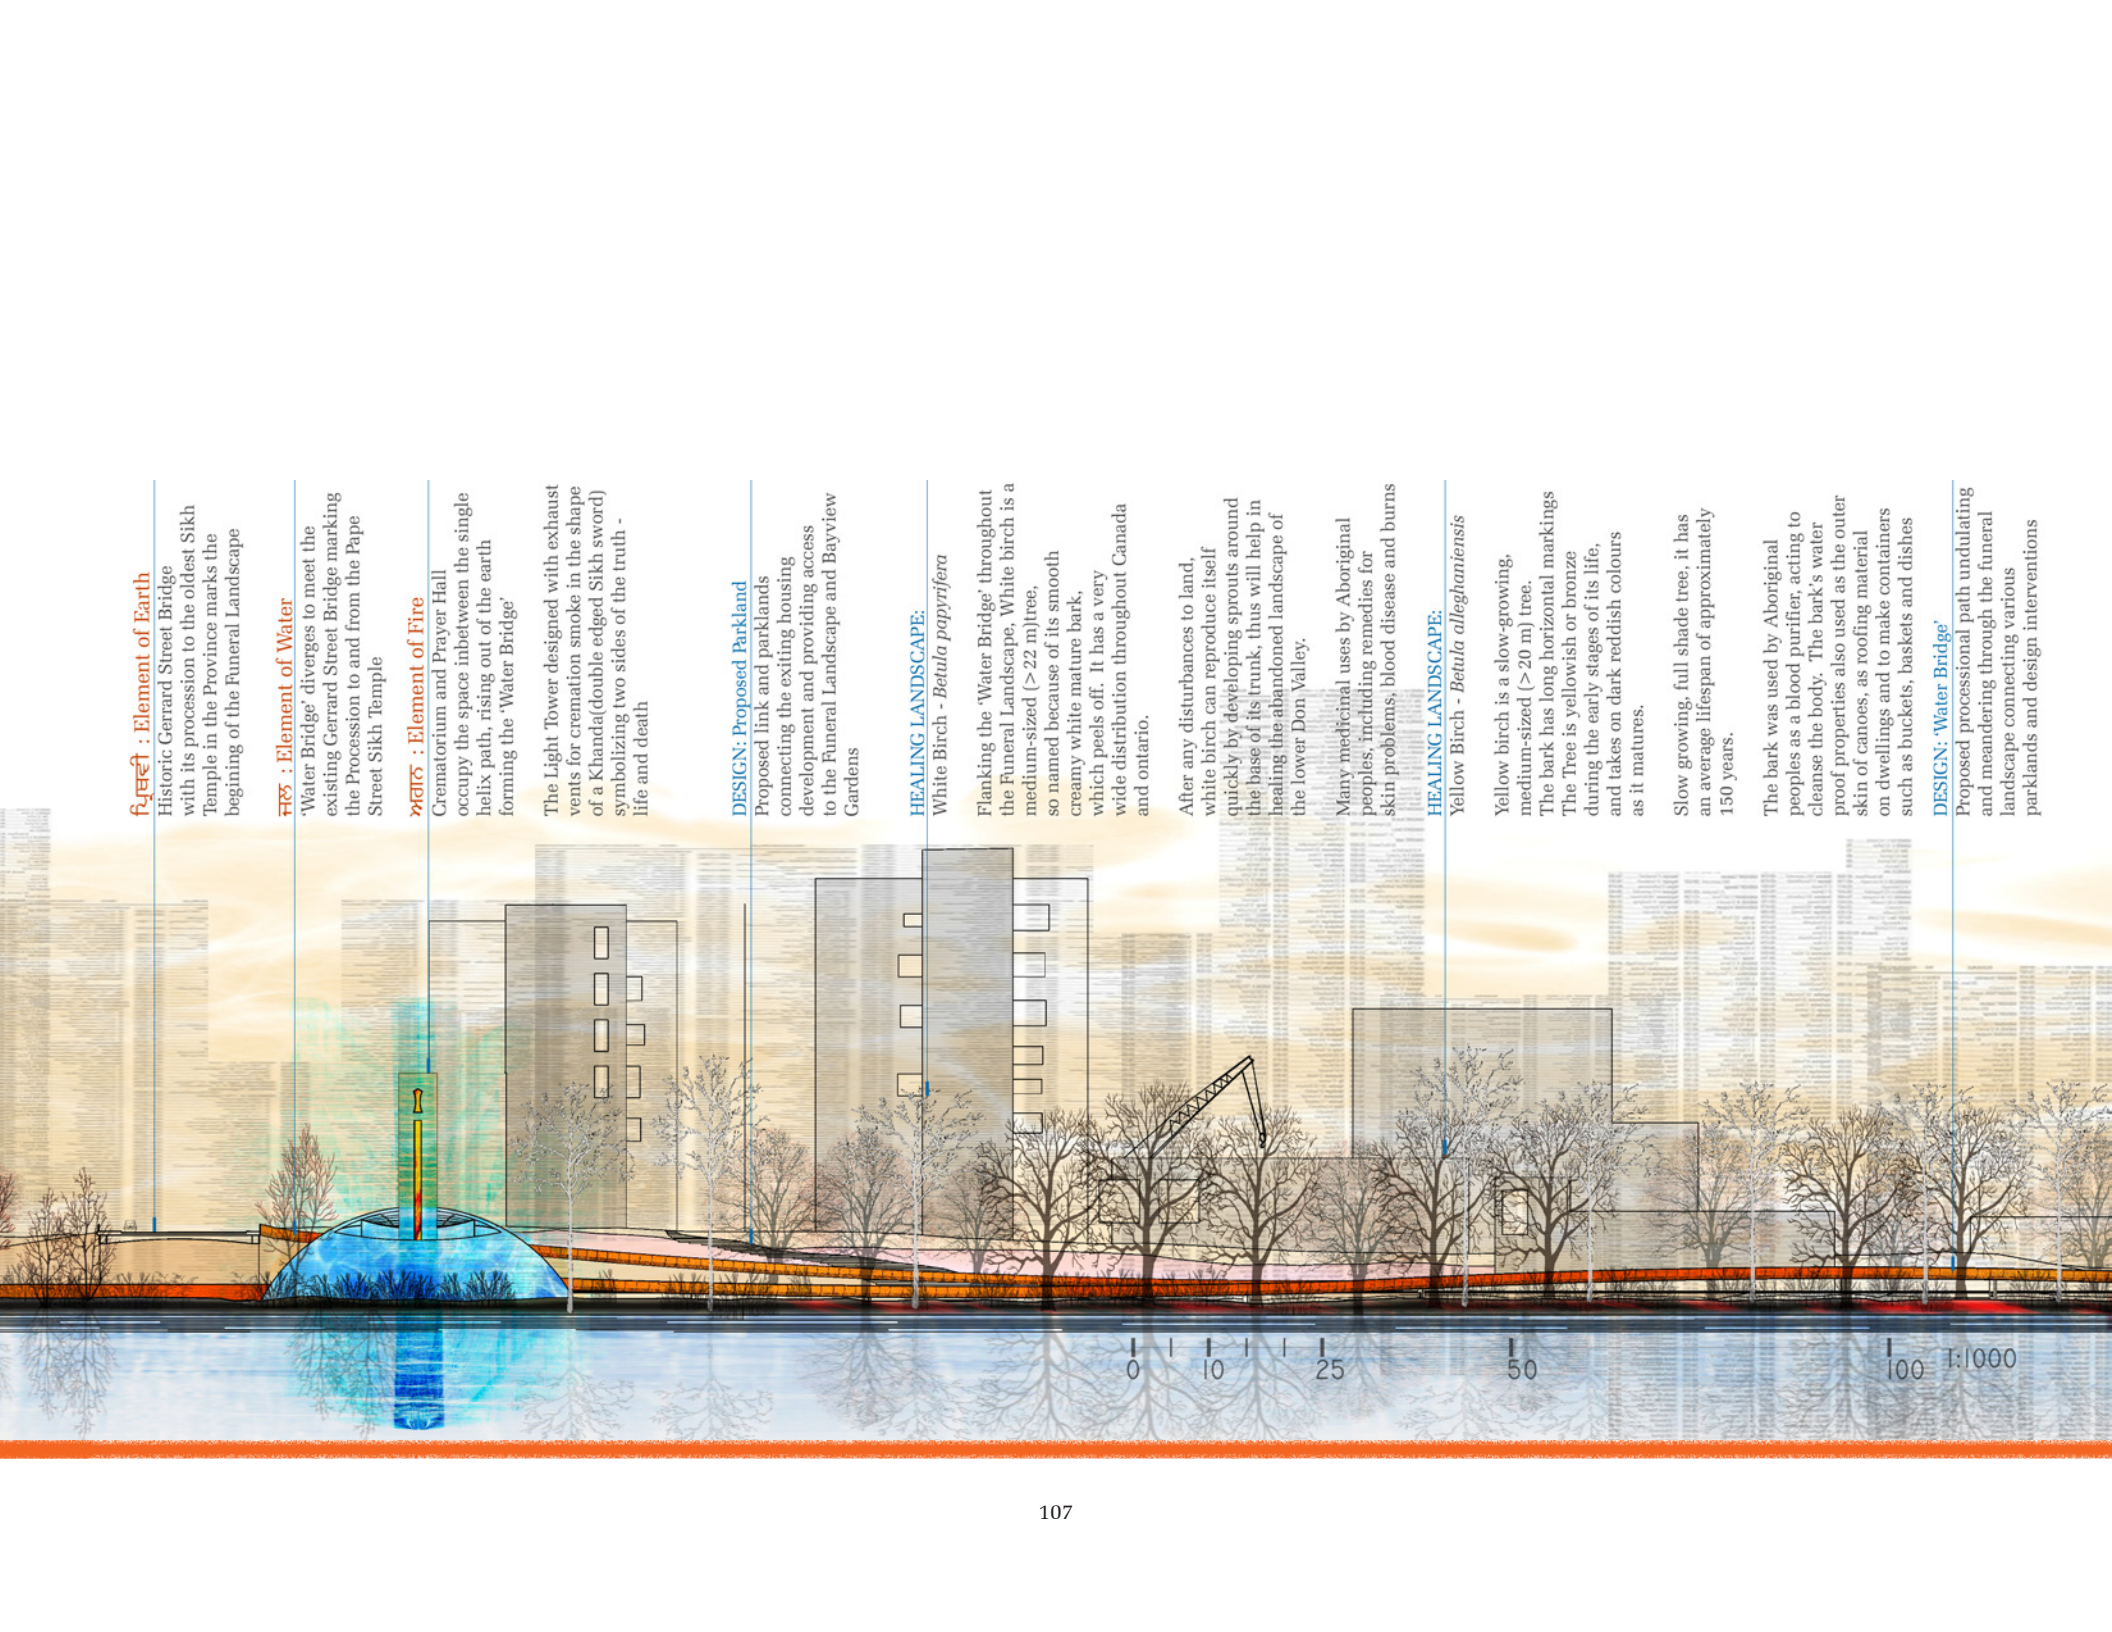 ਪ੍ਰਿਥਵੀ : Element of Earth
Historic Gerrard Street Bridge
with its procession to the oldest Sikh
Temple in the Province marks the
begining of the Funeral Landscape
ਜਲ : Element of Water
'Water Bridge' diverges to meet the
existing Gerrard Street Bridge marking
the Procession to and from the Pape
Street Sikh Temple
ਅਗਨ : Element of Fire
Crematorium and Prayer Hall
occupy the space inbetween the single
helix path, rising out of the earth
forming the 'Water Bridge'
The Light Tower designed with exhaust
vents for cremation smoke in the shape
of a Khanda(double edged Sikh sword)
symbolizing two sides of the truth -
life and death
DESIGN: Proposed Parkland
Proposed link and parklands
connecting the exiting housing
development and providing access
to the Funeral Landscape and Bayview
Gardens
HEALING LANDSCAPE:
White Birch - Betula papyrifera
Flanking the 'Water Bridge' throughout
the Funeral Landscape, White birch is a
medium-sized (> 22 m)tree,
so named because of its smooth
creamy white mature bark,
which peels off.  It has a very
wide distribution throughout Canada
and ontario.
After any disturbances to land,
white birch can reproduce itself
quickly by developing sprouts around
the base of its trunk, thus will help in
healing the abandoned landscape of
the lower Don Valley.
Many medicinal uses by Aboriginal
peoples, including remedies for
skin problems, blood disease and burns
HEALING LANDSCAPE:
Yellow Birch - Betula alleghaniensis
Yellow birch is a slow-growing,
medium-sized (> 20 m) tree.
The bark has long horizontal markings
The Tree is yellowish or bronze
during the early stages of its life,
and takes on dark reddish colours
as it matures.
Slow growing, full shade tree, it has
an average lifespan of approximately
150 years.
The bark was used by Aboriginal
peoples as a blood purifier, acting to
cleanse the body. The bark's water
proof properties also used as the outer
skin of canoes, as roofing material
on dwellings and to make containers
such as buckets, baskets and dishes
DESIGN: 'Water Bridge'
Proposed processional path undulating
and meandering through the funeral
landscape connecting various
parklands and design interventions
0 10 25 50 100 1:1000
107